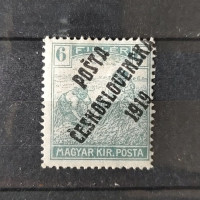 6 FILLÉR
POŠTA
ČESKOSLOVENSKÁ
1919
MAGYAR KIR. POSTA